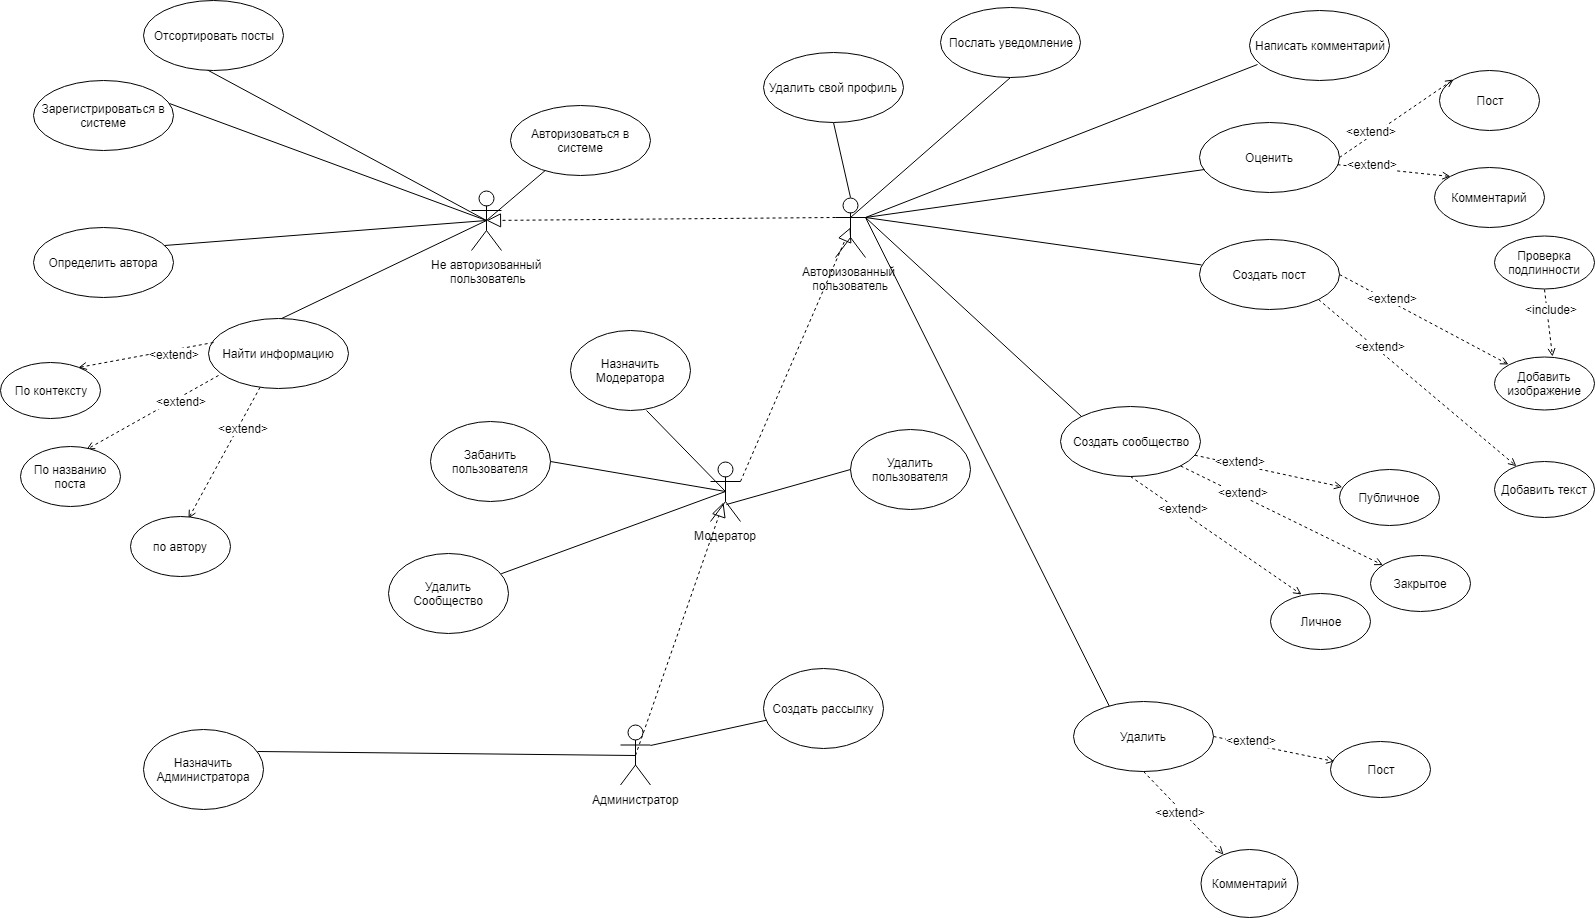 Отсортировать посты
Послать уведомление
Написать комментарий
Удалить свой профиль
Пост
Зарегистрироваться в
системе
Авторизоваться в
системе
<extend>
Оценить
<extend>
Комментарий
Определить автора
Не авторизованный
пользователь
Авторизованный
пользователь
Создать пост
Проверка
подлинности
<extend>
<include>
<extend>
Найти информацию
<extend>
По контексту
<extend>
<extend>
По названию
поста
по автору
Назначить
Модератора
Добавить
изображение
Забанить
пользователя
Удалить
пользователя
Создать сообщество
<extend>
<extend>
<extend>
Публичное
Добавить текст
Модератор
Удалить
Сообщество
Закрытое
Личное
Создать рассылку
Удалить
<extend>
Пост
Назначить
Администратора
Администратор
<extend>
Комментарий